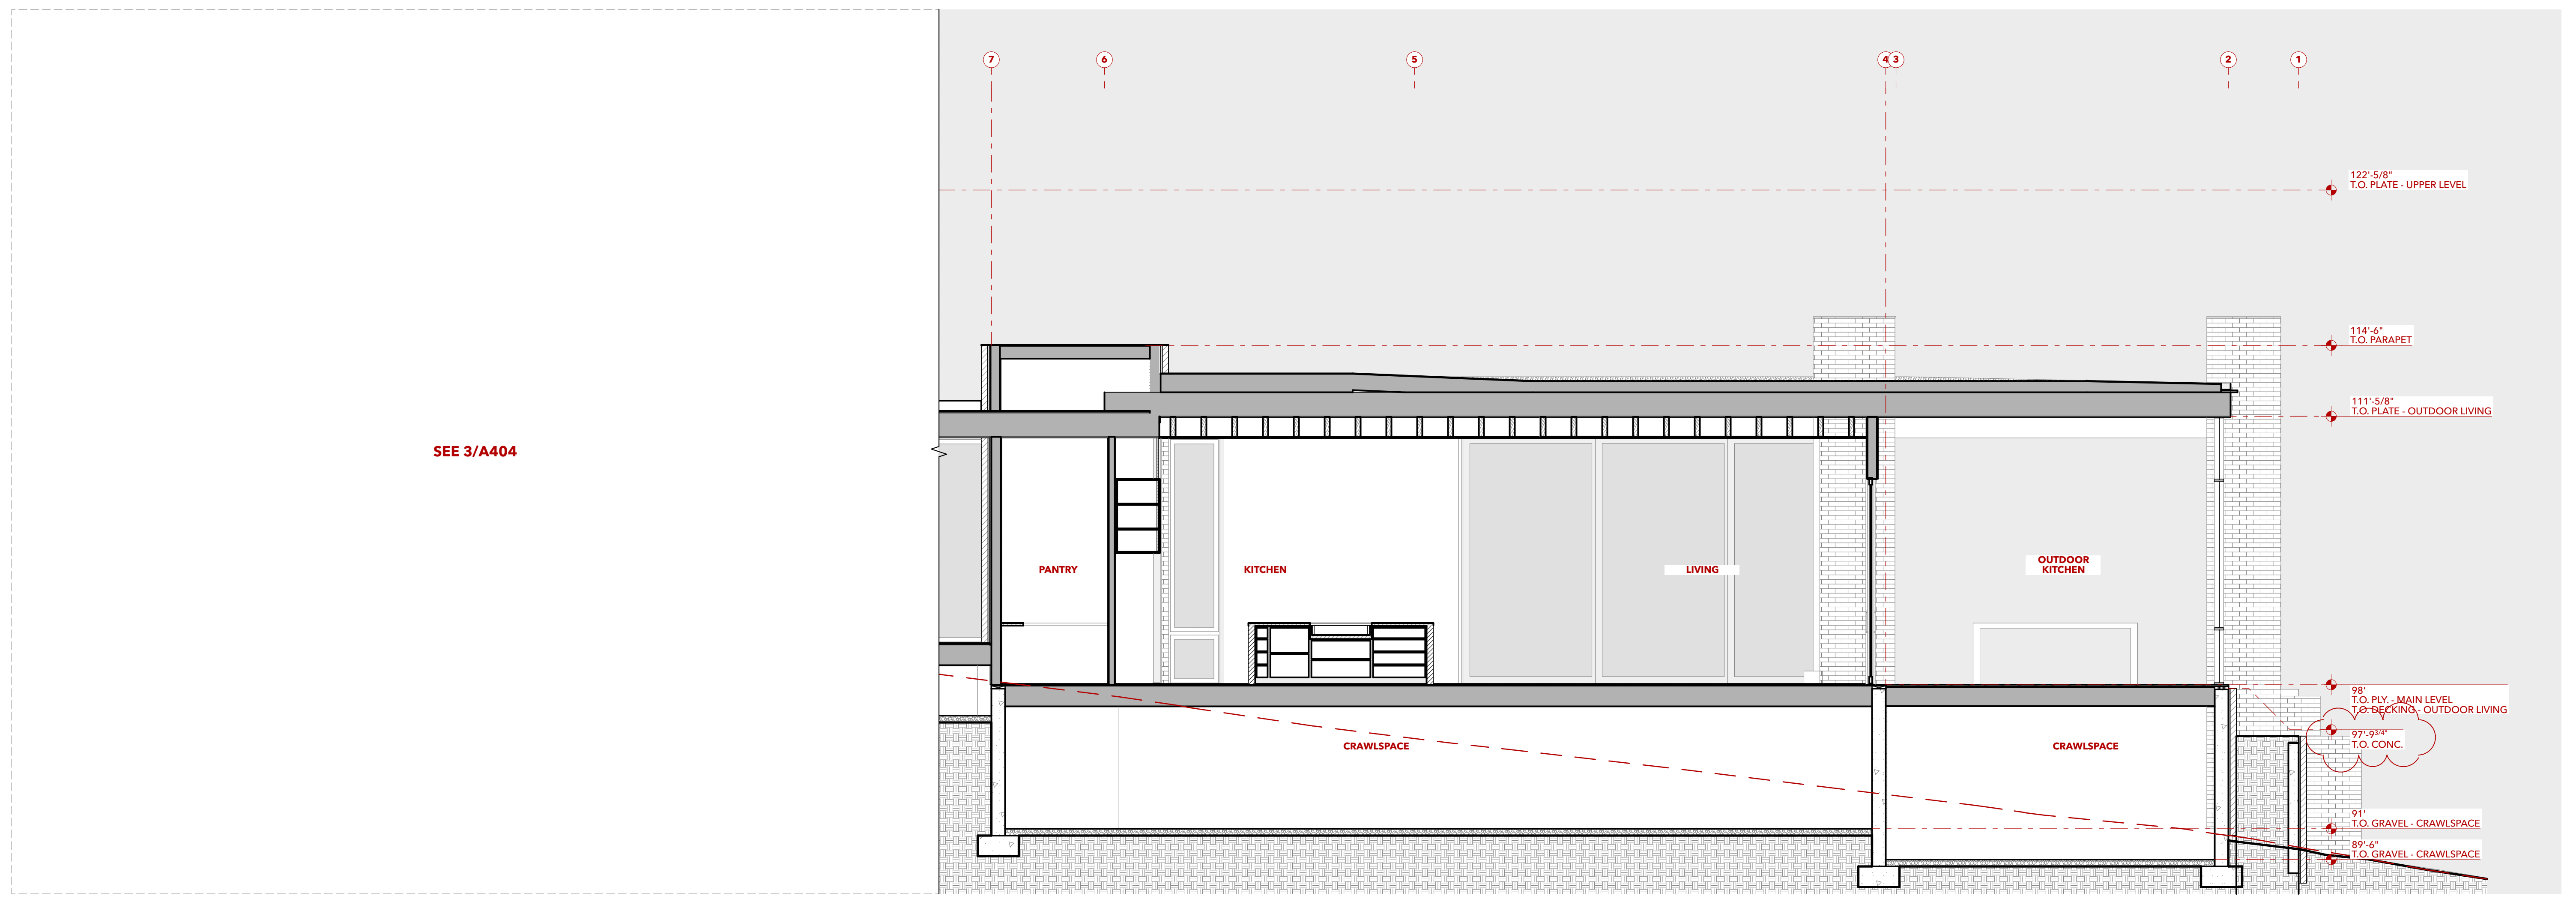 7
6
5
4
3
2
1
122'-5/8"
T.O. PLATE - UPPER LEVEL
114'-6"
T.O. PARAPET
111'-5/8"
T.O. PLATE - OUTDOOR LIVING
SEE 3/A404
PANTRY
KITCHEN
LIVING
OUTDOOR
KITCHEN
98'
T.O. PLY. - MAIN LEVEL
T.O. DECKING - OUTDOOR LIVING
97'-93/4"
T.O. CONC.
CRAWLSPACE
CRAWLSPACE
91'
T.O. GRAVEL - CRAWLSPACE
89'-6"
T.O. GRAVEL - CRAWLSPACE